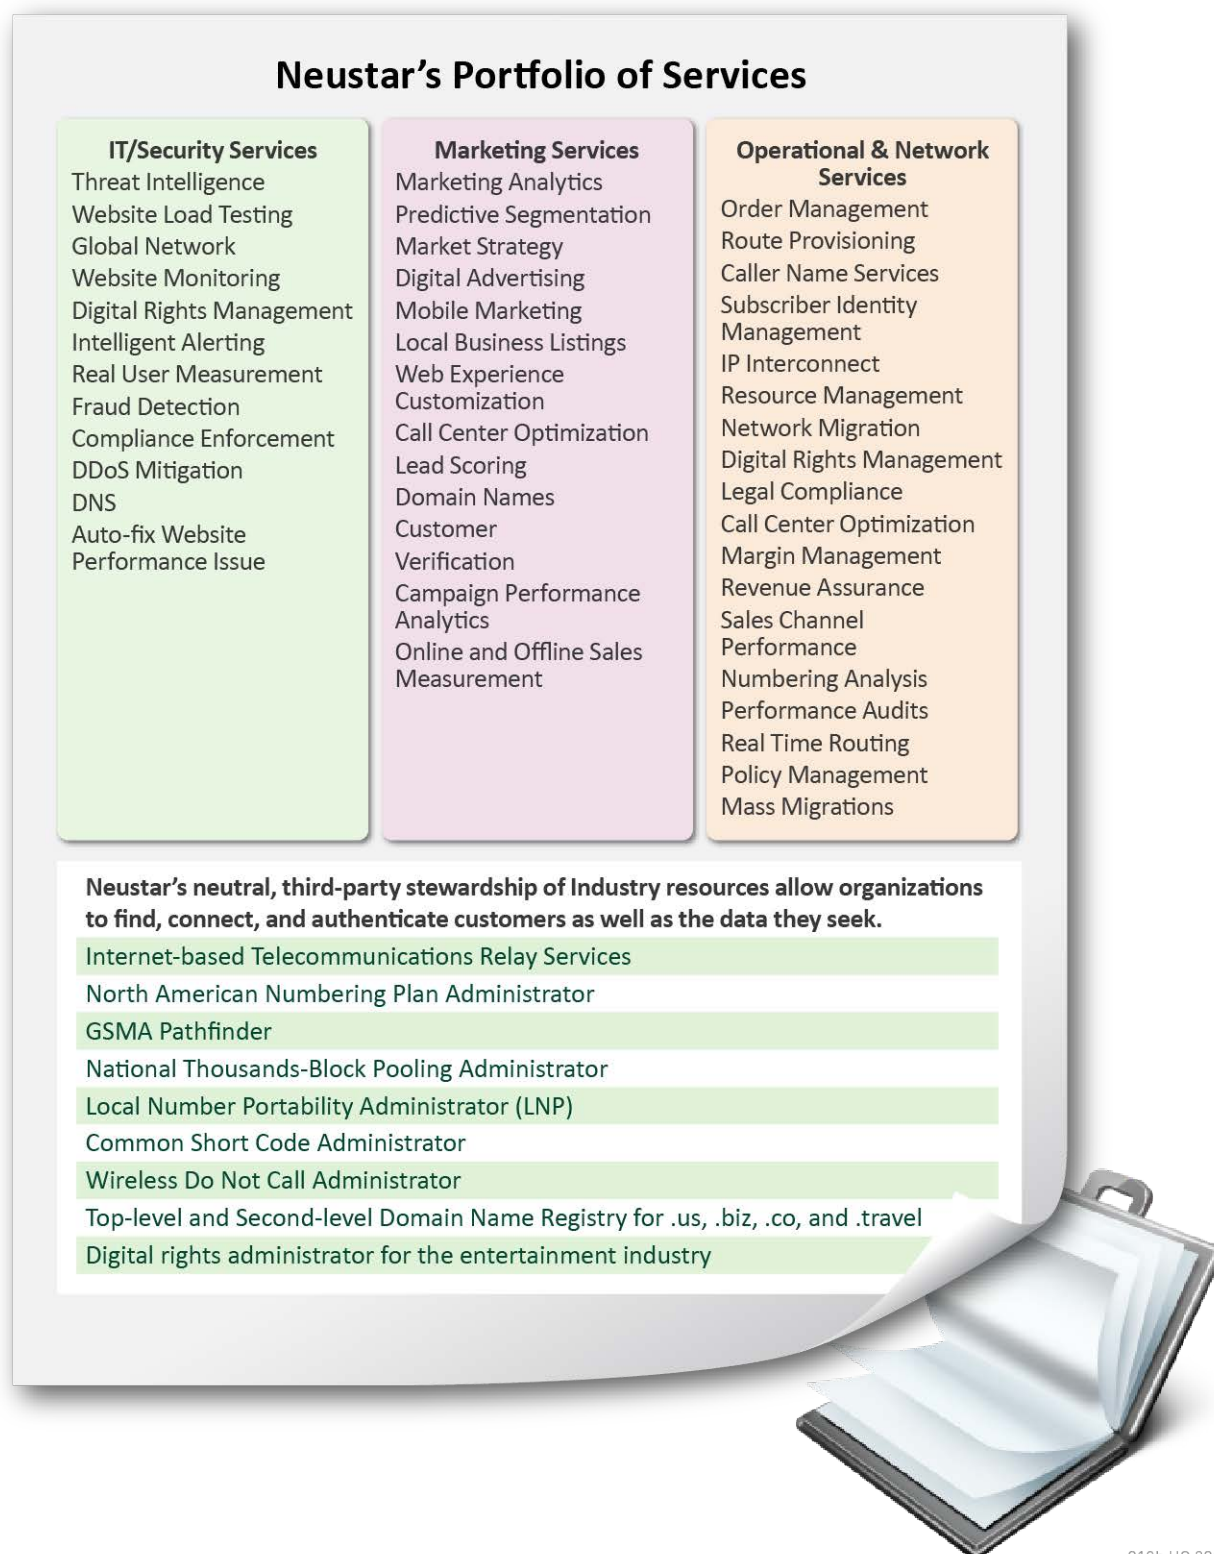 Neustar's Portfolio of Services
IT/Security Services
Threat Intelligence
Website Load Testing
Global Network
Website Monitoring
Digital Rights Management
Intelligent Alerting
Real User Measurement
Fraud Detection
Compliance Enforcement
DDoS Mitigation
DNS
Auto-fix Website
Performance Issue
Marketing Services
Marketing Analytics
Predictive Segmentation
Market Strategy
Digital Advertising
Mobile Marketing
Local Business Listings
Web Experience
Customization
Call Center Optimization
Lead Scoring
Domain Names
Customer
Verification
Campaign Performance
Analytics
Online and Offline Sales
Measurement
Operational & Network
Services
Order Management
Route Provisioning
Caller Name Services
Subscriber Identity
Management
IP Interconnect
Resource Management
Network Migration
Digital Rights Management
Legal Compliance
Call Center Optimization
Margin Management
Revenue Assurance
Sales Channel
Performance
Numbering Analysis
Performance Audits
Real Time Routing
Policy Management
Mass Migrations
Neustar's neutral, third-party stewardship of Industry resources allow organizations
to find, connect, and authenticate customers as well as the data they seek.
Internet-based Telecommunications Relay Services
North American Numbering Plan Administrator
GSMA Pathfinder
National Thousands-Block Pooling Administrator
Local Number Portability Administrator (LNP)
Common Short Code Administrator
Wireless Do Not Call Administrator
Top-level and Second-level Domain Name Registry for .us, .biz, .co, and .travel
Digital rights administrator for the entertainment industry